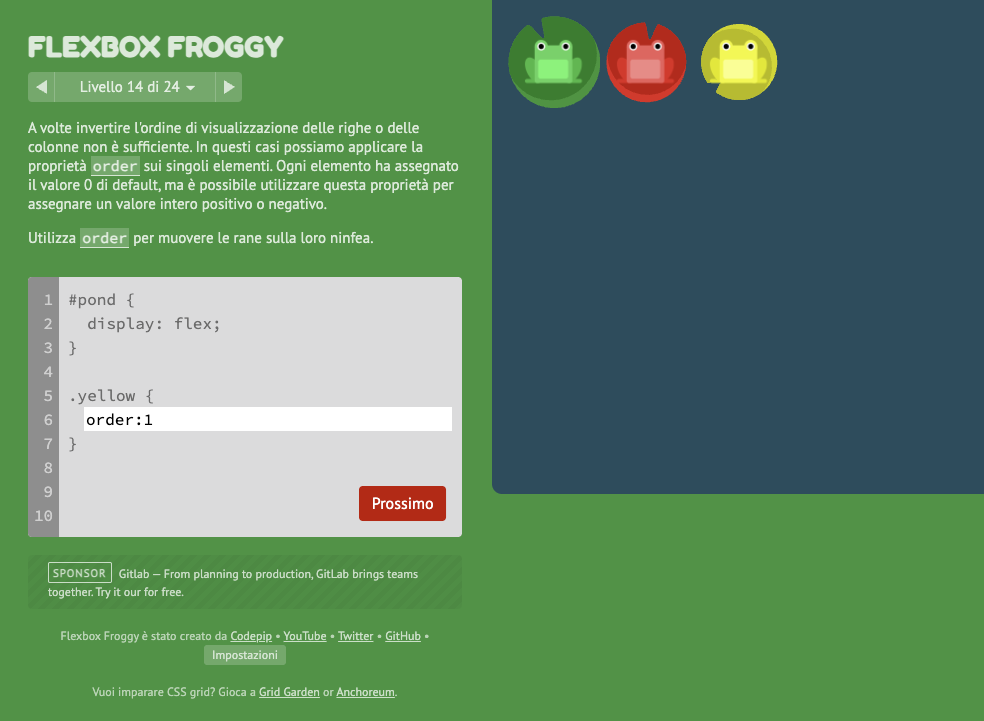 FLEXBOX FROGGY
Livello 14 di 24
A volte invertire l'ordine di visualizzazione delle righe o delle
colonne non è sufficiente. In questi casi possiamo applicare la
proprietà order sui singoli elementi. Ogni elemento ha assegnato
il valore 0 di default, ma è possibile utilizzare questa proprietà per
assegnare un valore intero positivo o negativo.
Utilizza order per muovere le rane sulla loro ninfea.
1 #pond {
2 display: flex;
3 }
4
5 .yellow {
6 order:1
7 }
8
9
10
Prossimo
SPONSOR Gitlab — From planning to production, GitLab brings teams
together. Try it our for free.
Flexbox Froggy è stato creato da Codepip • YouTube • Twitter • GitHub •
Impostazioni
Vuoi imparare CSS grid? Gioca a Grid Garden or Anchoreum.